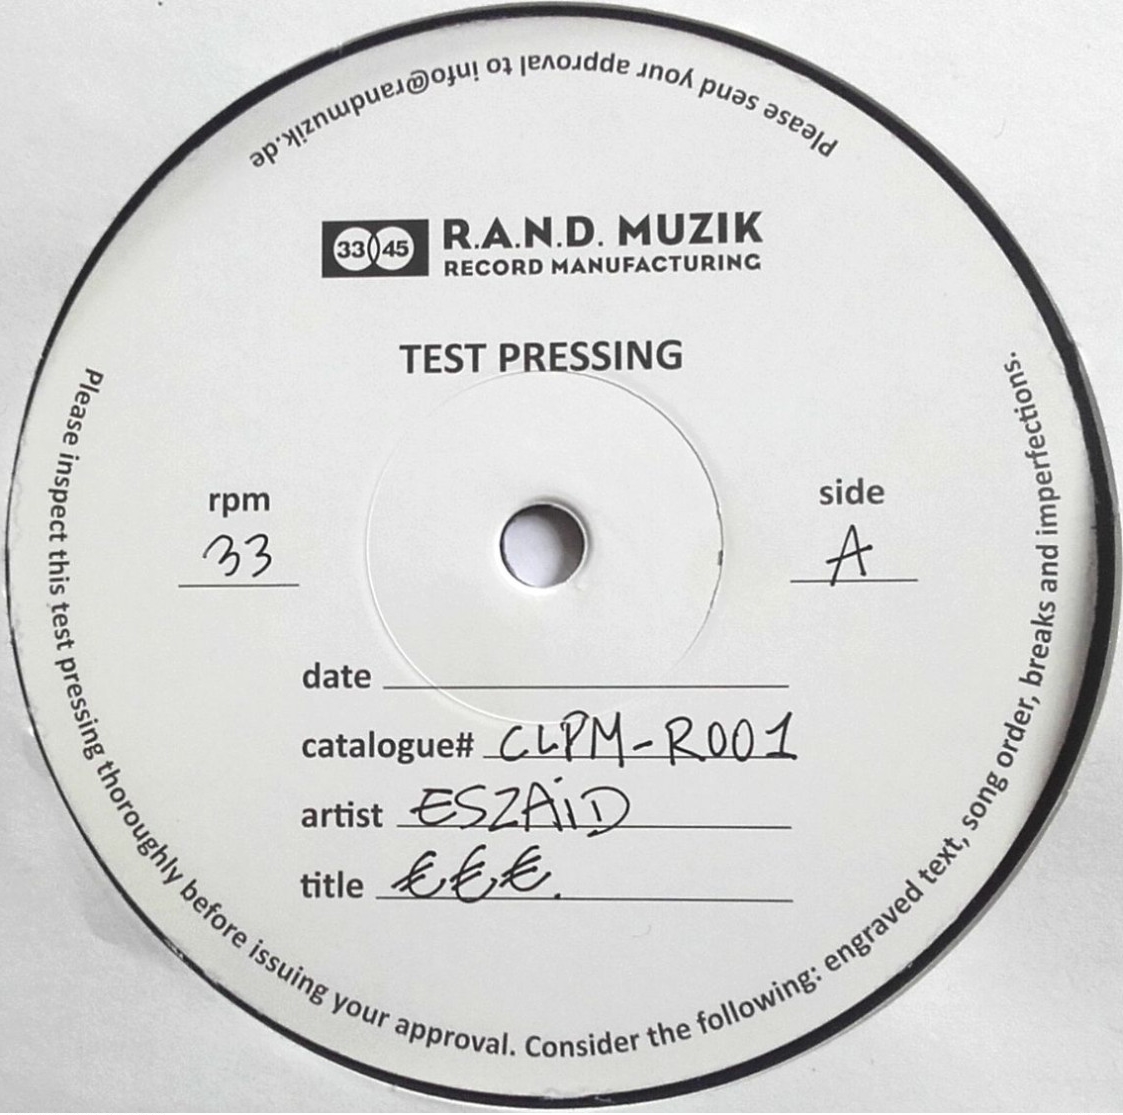 Please send your approval to info@randmuzik.de
33 45
R.A.N.D. MUZIK
RECORD MANUFACTURING
TEST PRESSING
rpm
33
side
A
date
catalogue# CLPM-R001
artist ESZAiD
title €€€.
Please inspect this test pressing thoroughly before issuing your approval. Consider the following: engraved text, song order, breaks and imperfections.